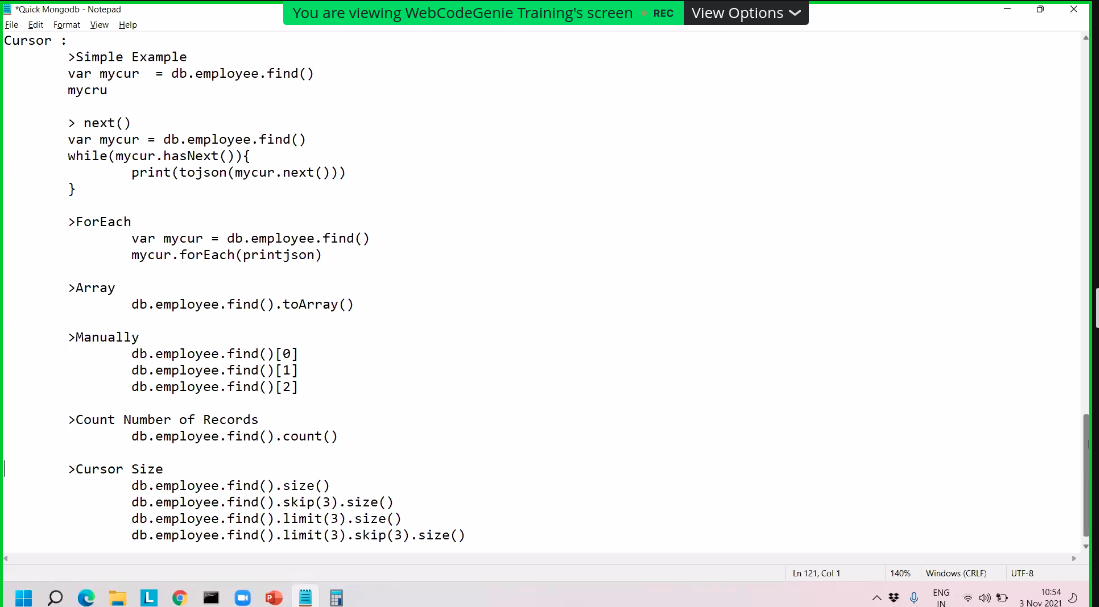 *Quick Mongodb - Notepad
You are viewing WebCodeGenie Training's screen REC View Options
File Edit Format View Help
Cursor :
>Simple Example
var mycur  = db.employee.find()
mycru
> next()
var mycur = db.employee.find()
while(mycur.hasNext()){
print(tojson(mycur.next()))
}
>ForEach
var mycur = db.employee.find()
mycur.forEach(printjson)
>Array
db.employee.find().toArray()
>Manually
db.employee.find()[0]
db.employee.find()[1]
db.employee.find()[2]
>Count Number of Records
db.employee.find().count()
>Cursor Size
db.employee.find().size()
db.employee.find().skip(3).size()
db.employee.find().limit(3).size()
db.employee.find().limit(3).skip(3).size()
Ln 121, Col 1 140% Windows (CRLF) UTF-8
L P ENG 10:54
IN 3 Nov 2021